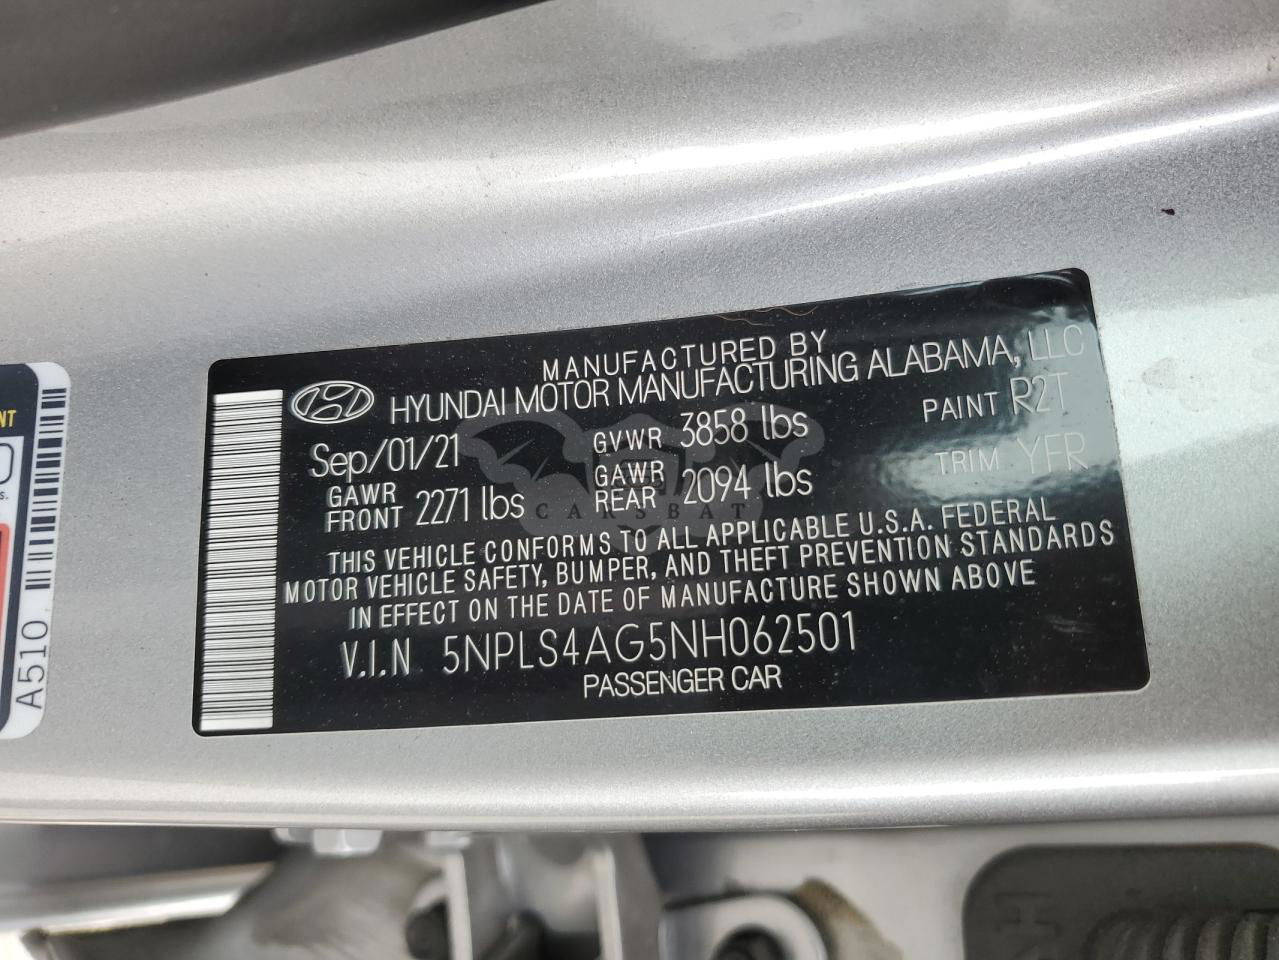 MANUFACTURED BY
HYUNDAI MOTOR MANUFACTURING ALABAMA, LLC
Sep/01/21 GVWR 3858 lbs PAINT R2T
GAWR FRONT 2271 lbs GAWR REAR 2094 lbs TRIM YFR
CARSBAT
THIS VEHICLE CONFORMS TO ALL APPLICABLE U.S.A. FEDERAL
MOTOR VEHICLE SAFETY, BUMPER, AND THEFT PREVENTION STANDARDS
IN EFFECT ON THE DATE OF MANUFACTURE SHOWN ABOVE
V.I.N 5NPLS4AG5NH062501
PASSENGER CAR
A510